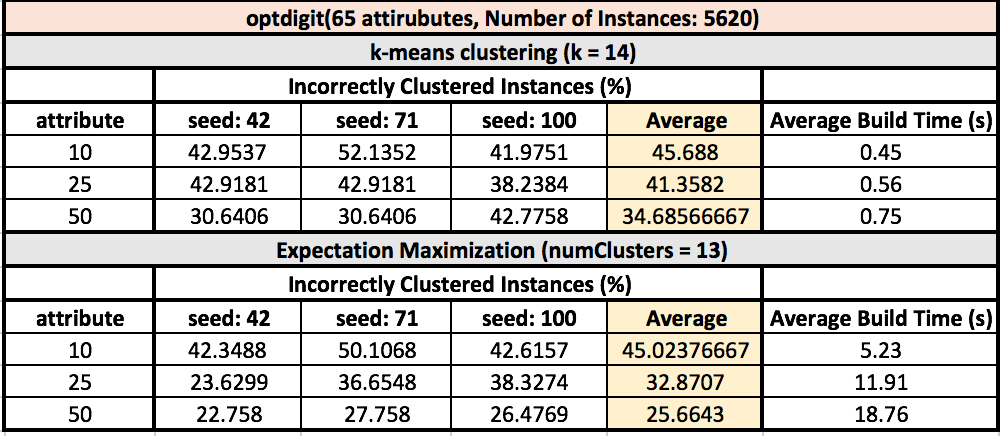 optdigit(65 attirubutes, Number of Instances: 5620)
k-means clustering (k = 14)
Incorrectly Clustered Instances (%)
attribute seed: 42 seed: 71 seed: 100 Average Average Build Time (s)
10 42.9537 52.1352 41.9751 45.688 0.45
25 42.9181 42.9181 38.2384 41.3582 0.56
50 30.6406 30.6406 42.7758 34.68566667 0.75
Expectation Maximization (numClusters = 13)
Incorrectly Clustered Instances (%)
attribute seed: 42 seed: 71 seed: 100 Average Average Build Time (s)
10 42.3488 50.1068 42.6157 45.02376667 5.23
25 23.6299 36.6548 38.3274 32.8707 11.91
50 22.758 27.758 26.4769 25.6643 18.76